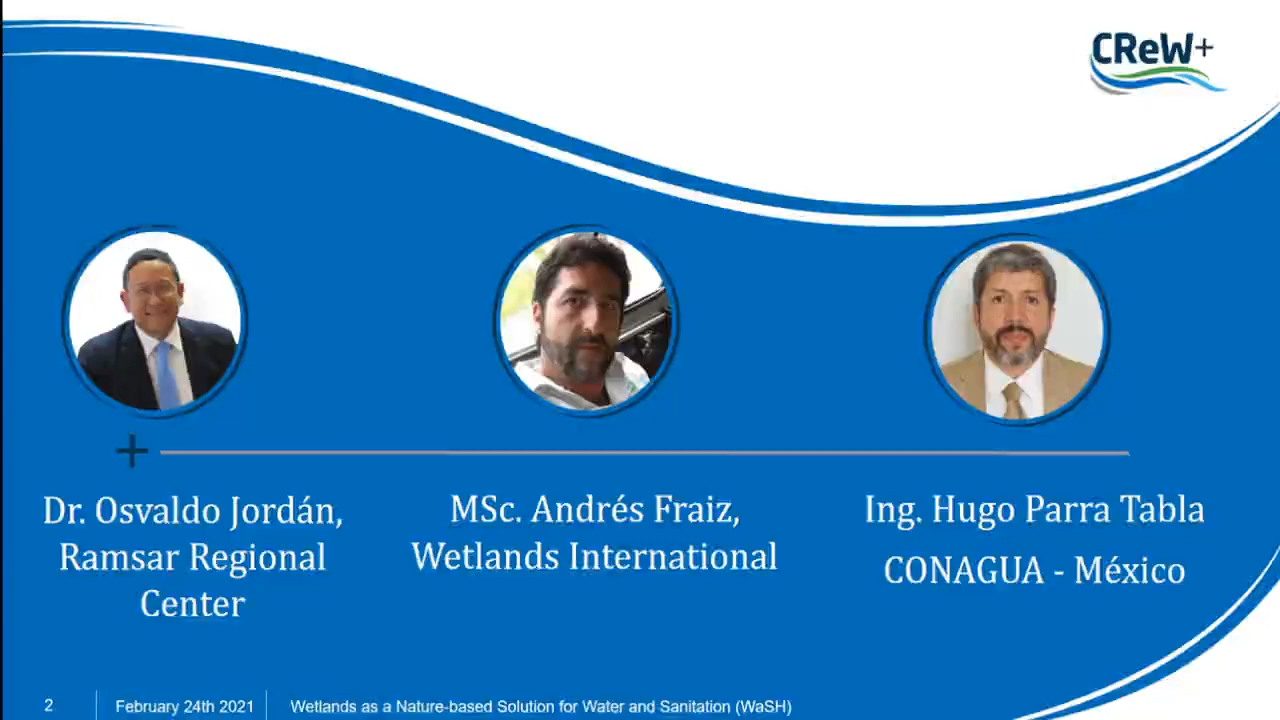 CReW+
Dr. Osvaldo Jordán,
Ramsar Regional
Center
MSc. Andrés Fraiz,
Wetlands International
Ing. Hugo Parra Tabla
CONAGUA - México
2
February 24th 2021
Wetlands as a Nature-based Solution for Water and Sanitation (WaSH)